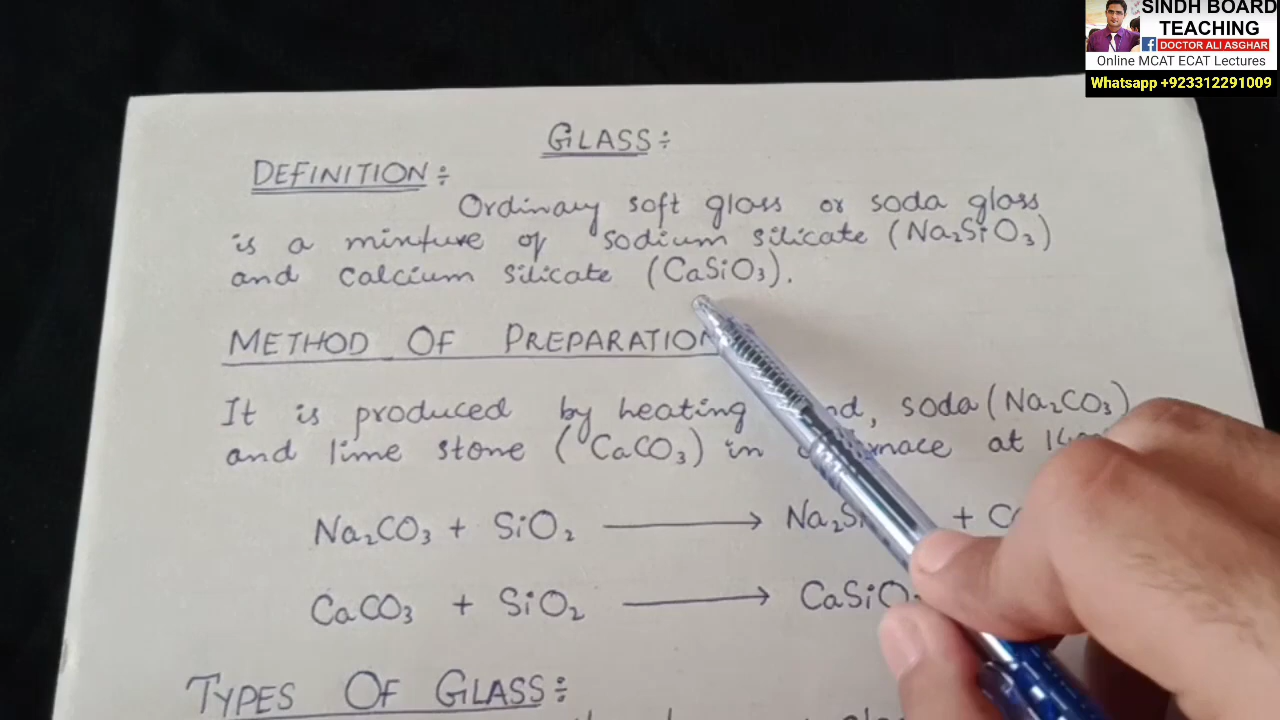 SINDH BOARD
TEACHING
DOCTOR ALI ASGHAR
Online MCAT ECAT Lectures
Whatsapp +923312291009
GLASS:
DEFINITION:
Ordinary soft glass or soda glass
is a mixture of sodium silicate (Na₂SiO₃)
and calcium silicate (CaSiO₃).
METHOD OF PREPARATION
It is produced by heating soda (Na₂CO₃)
and lime stone (CaCO₃) in at
Na₂CO₃ + SiO₂ ⟶ +
CaCO₃ + SiO₂ ⟶
TYPES OF GLASS: